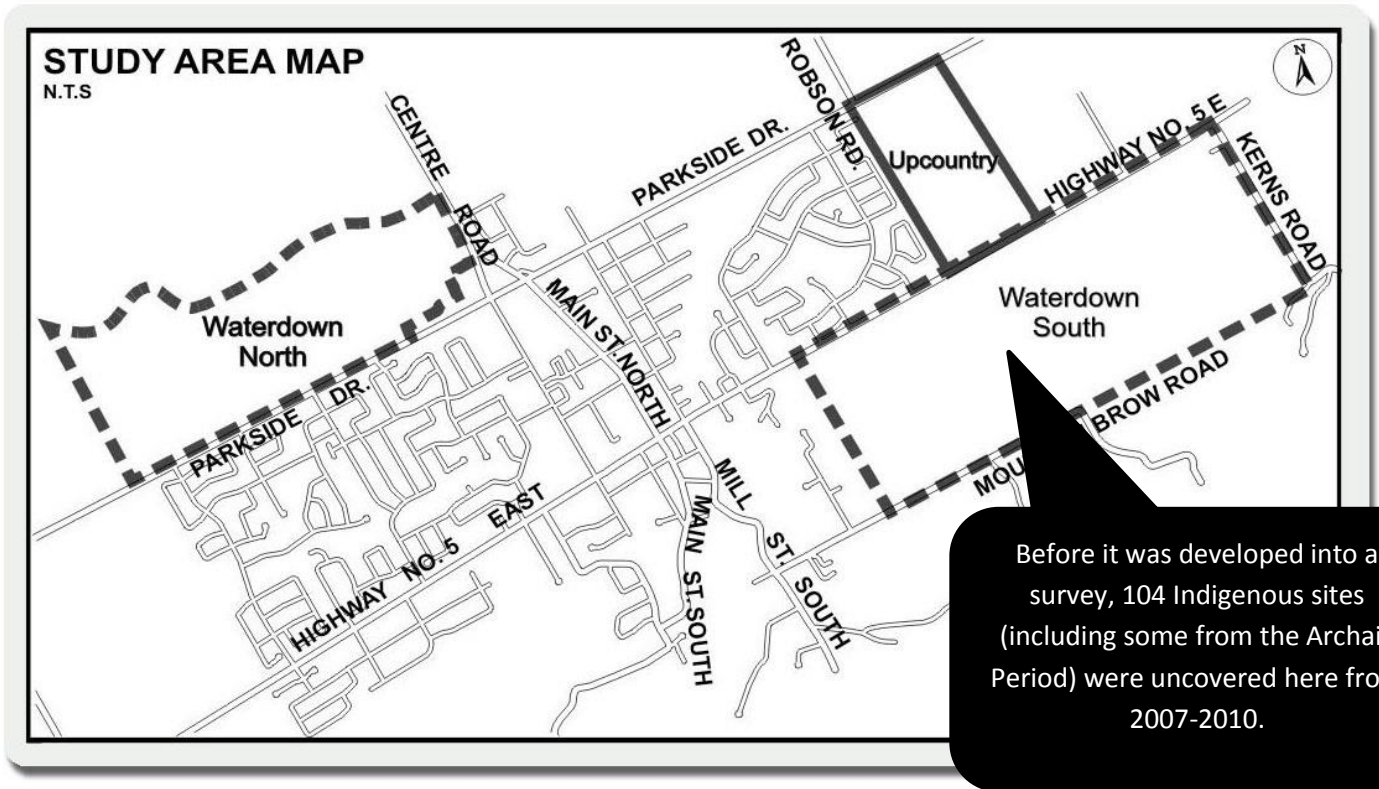 STUDY AREA MAP
N.T.S
N
CENTRE
ROAD
ROBSON RD.
PARKSIDE DR.
Upcountry
HIGHWAY NO. 5 E
KERNS ROAD
Waterdown
North
MAIN ST. NORTH
Waterdown
South
PARKSIDE DR.
BROW ROAD
MOU
HIGHWAY NO. 5 EAST
MAIN ST. SOUTH
MILL ST. SOUTH
Before it was developed into a
survey, 104 Indigenous sites
(including some from the Archai
Period) were uncovered here fro
2007-2010.